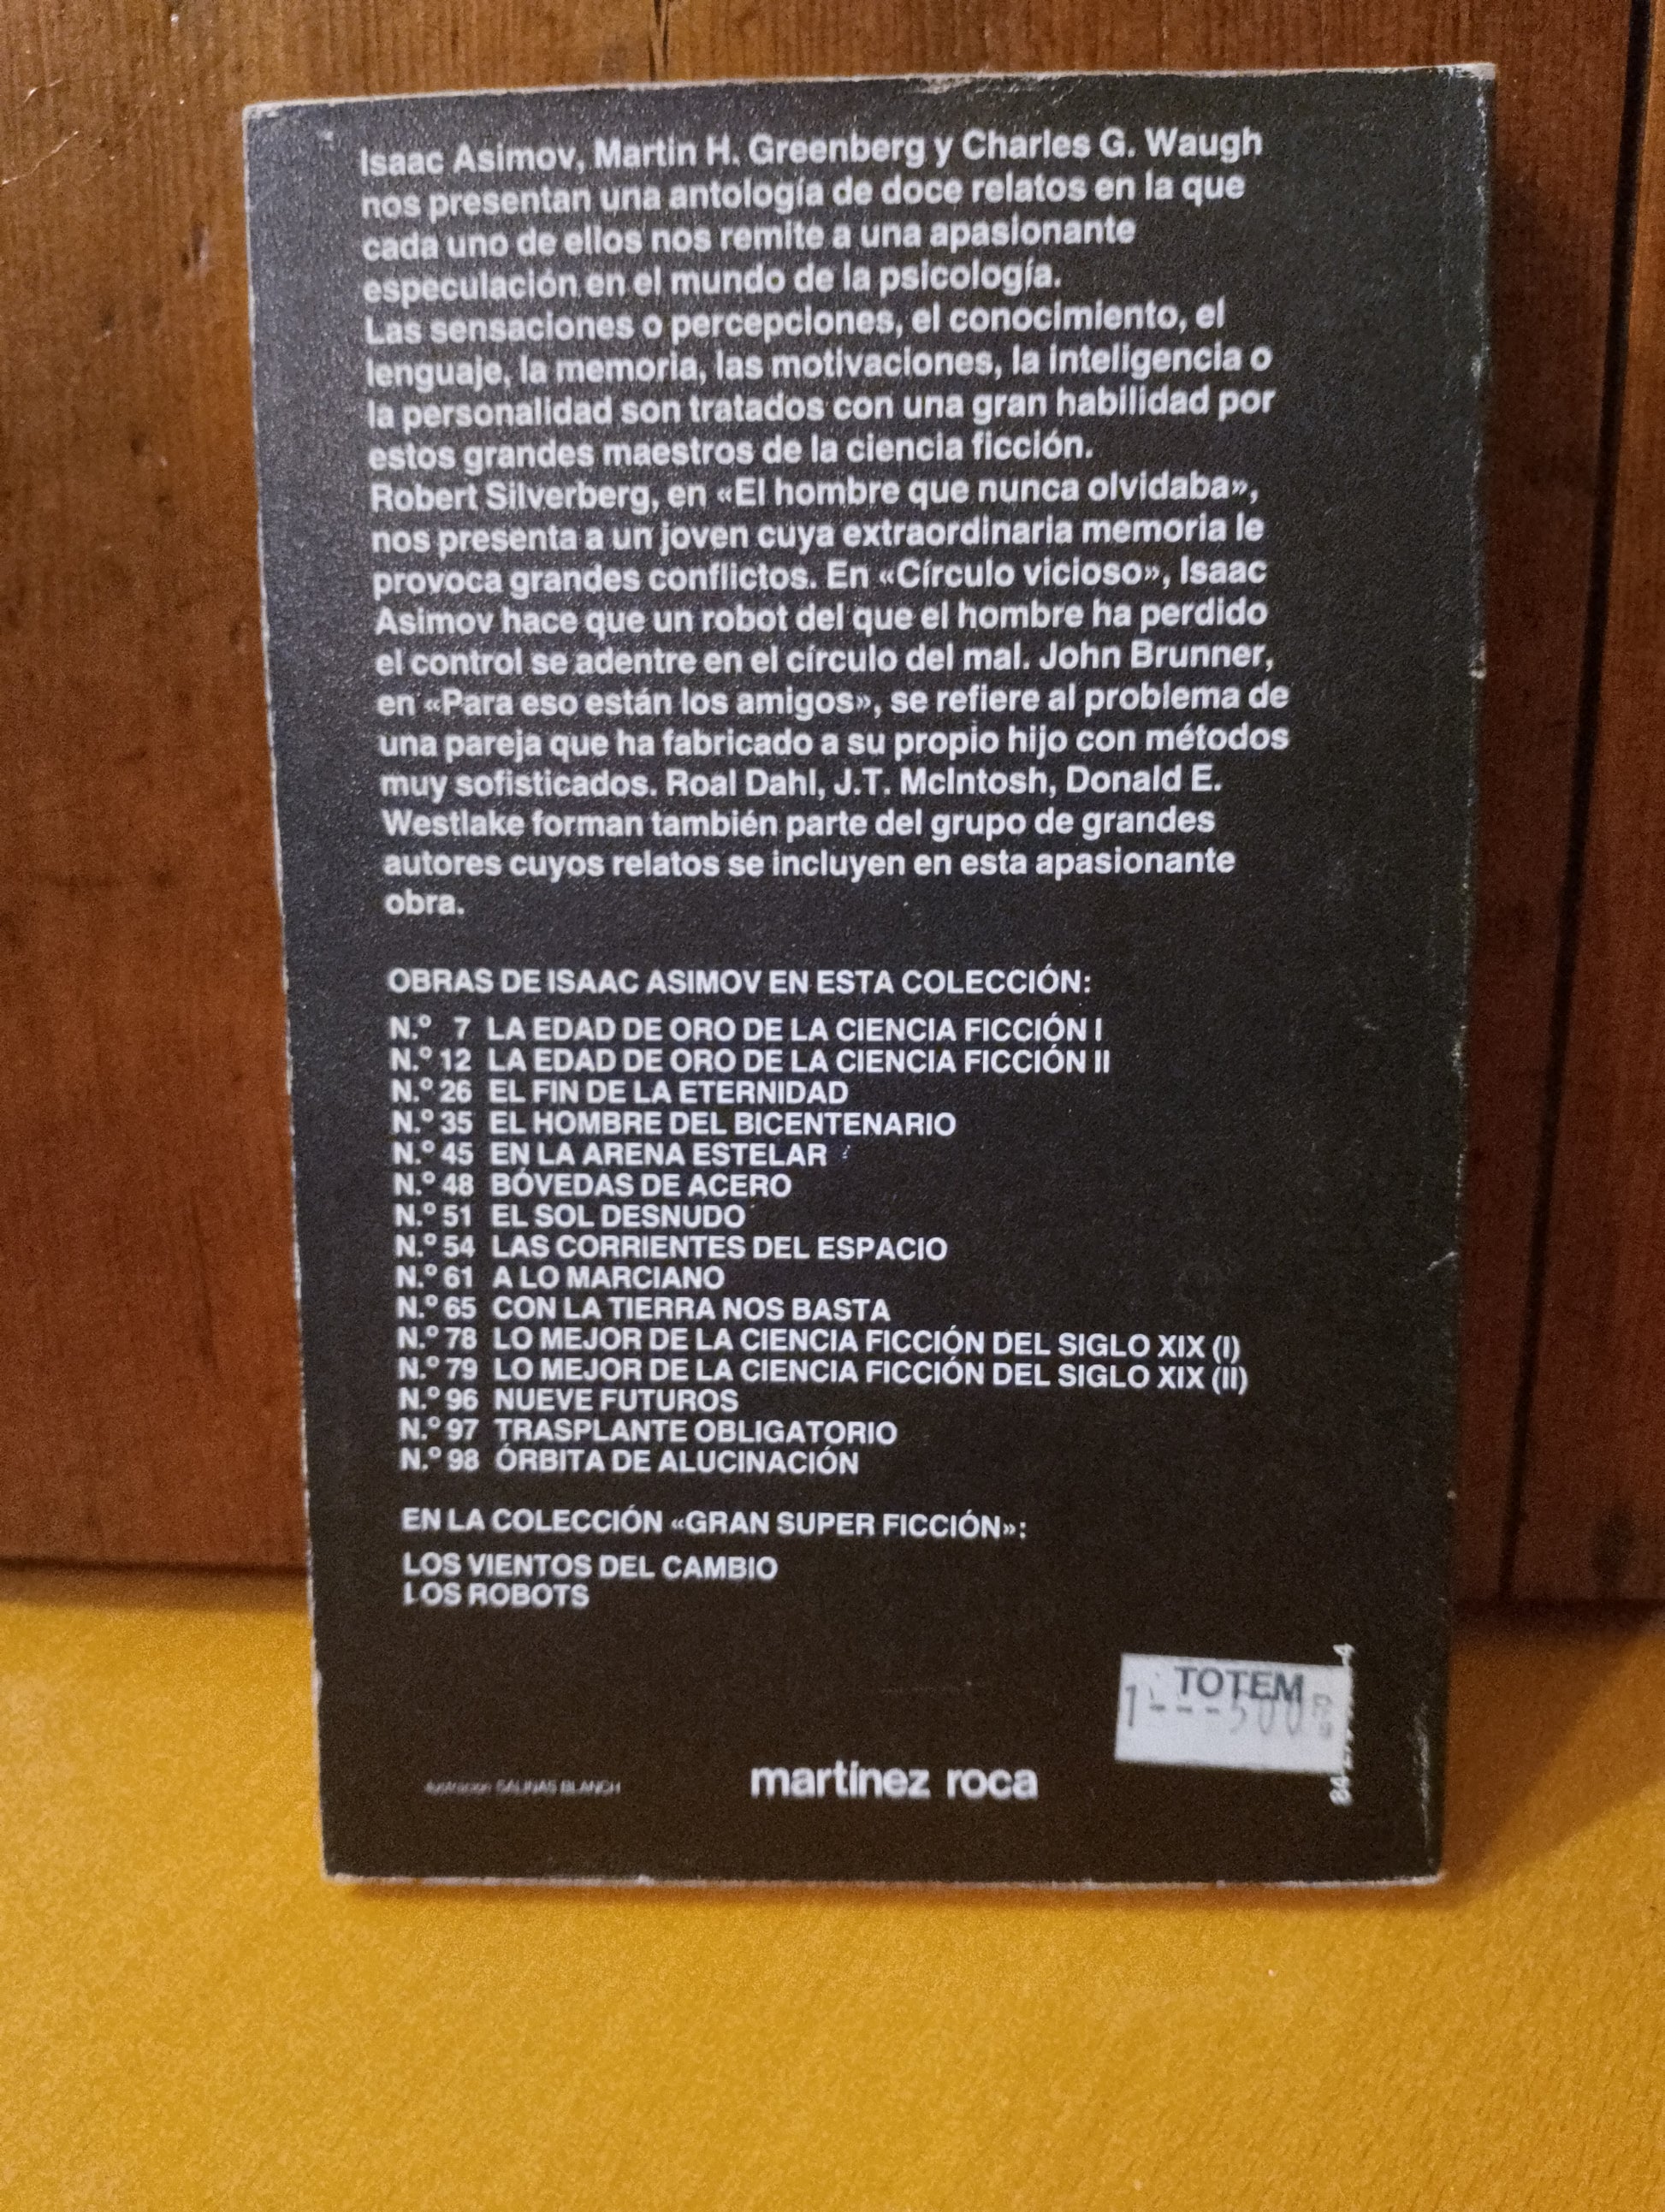 Isaac Asimov, Martin H. Greenberg y Charles G. Waugh
nos presentan una antología de doce relatos en la que
cada uno de ellos nos remite a una apasionante
especulación en el mundo de la psicología.
Las sensaciones o percepciones, el conocimiento, el
lenguaje, la memoria, las motivaciones, la inteligencia o
la personalidad son tratados con una gran habilidad por
estos grandes maestros de la ciencia ficción.
Robert Silverberg, en «El hombre que nunca olvidaba»,
nos presenta a un joven cuya extraordinaria memoria le
provoca grandes conflictos. En «Círculo vicioso», Isaac
Asimov hace que un robot del que el hombre ha perdido
el control se adentre en el círculo del mal. John Brunner,
en «Para eso están los amigos», se refiere al problema de
una pareja que ha fabricado a su propio hijo con métodos
muy sofisticados. Roal Dahl, J.T. McIntosh, Donald E.
Westlake forman también parte del grupo de grandes
autores cuyos relatos se incluyen en esta apasionante
obra.
OBRAS DE ISAAC ASIMOV EN ESTA COLECCIÓN:
N.º 7 LA EDAD DE ORO DE LA CIENCIA FICCIÓN I
N.º 12 LA EDAD DE ORO DE LA CIENCIA FICCIÓN II
N.º 26 EL FIN DE LA ETERNIDAD
N.º 35 EL HOMBRE DEL BICENTENARIO
N.º 45 EN LA ARENA ESTELAR
N.º 48 BÓVEDAS DE ACERO
N.º 51 EL SOL DESNUDO
N.º 54 LAS CORRIENTES DEL ESPACIO
N.º 61 A LO MARCIANO
N.º 65 CON LA TIERRA NOS BASTA
N.º 78 LO MEJOR DE LA CIENCIA FICCIÓN DEL SIGLO XIX (I)
N.º 79 LO MEJOR DE LA CIENCIA FICCIÓN DEL SIGLO XIX (II)
N.º 96 NUEVE FUTUROS
N.º 97 TRASPLANTE OBLIGATORIO
N.º 98 ÓRBITA DE ALUCINACIÓN
EN LA COLECCIÓN «GRAN SUPER FICCIÓN»:
LOS VIENTOS DEL CAMBIO
LOS ROBOTS
TOTEM
Ilustración SALINAS BLANCH
martínez roca